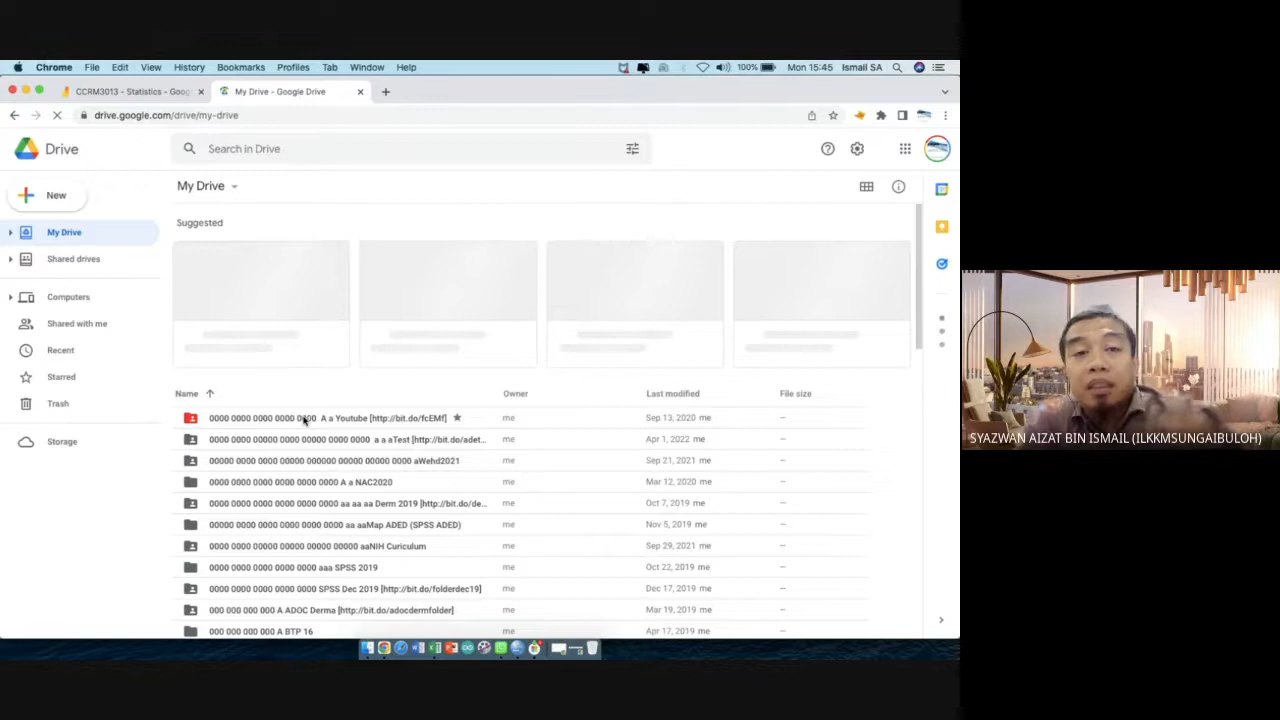 Chrome File Edit View History Bookmarks Profiles Tab Window Help 100% Mon 15:45 Ismail SA
CCRM3013 - Statistics - Goog
My Drive - Google Drive
drive.google.com/drive/my-drive
Drive
Search in Drive
New
My Drive
Shared drives
Computers
Shared with me
Recent
Starred
Trash
Storage
My Drive
Suggested
Name Owner Last modified File size
0000 0000 0000 0000 0000 A a Youtube [http://bit.do/fcEMf] me Sep 13, 2020 me –
0000 0000 00000 0000 00000 0000 0000 a a aTest [http://bit.do/adet... me Apr 1, 2022 me –
00000 0000 0000 0000 000000 00000 00000 0000 aWehd2021 me Sep 21, 2021 me –
0000 0000 0000 0000 0000 0000 A a NAC2020 me Mar 12, 2020 me –
0000 0000 0000 0000 0000 0000 aa aa aa Derm 2019 [http://bit.do/de... me Oct 7, 2019 me –
00000 0000 0000 0000 0000 0000 aa aaMap ADED (SPSS ADED) me Nov 5, 2019 me –
0000 0000 00000 00000 00000 00000 aaNIH Curiculum me Sep 29, 2021 me –
0000 0000 0000 0000 0000 aaa SPSS 2019 me Oct 22, 2019 me –
0000 0000 0000 0000 0000 SPSS Dec 2019 [http://bit.do/folderdec19] me Dec 17, 2019 me –
000 000 000 000 A ADOC Derma [http://bit.do/adocdermfolder] me Mar 19, 2019 me –
000 000 000 000 A BTP 16 me Apr 17, 2019 me –
SYAZWAN AIZAT BIN ISMAIL (ILKKMSUNGAIBULOH)